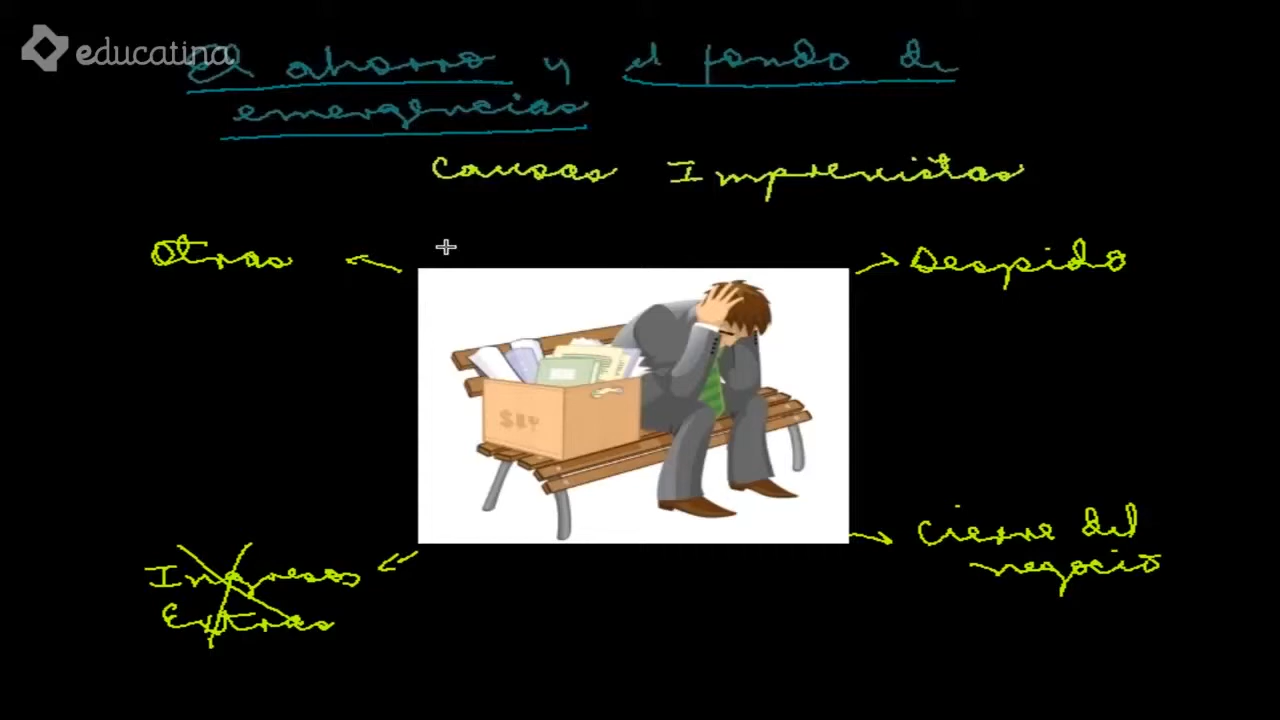 educatina
El ahorro y el fondo de
emergencias
Causas Imprevistas
Otras
Despido
Cierre del
negocio
Ingresos
Extras